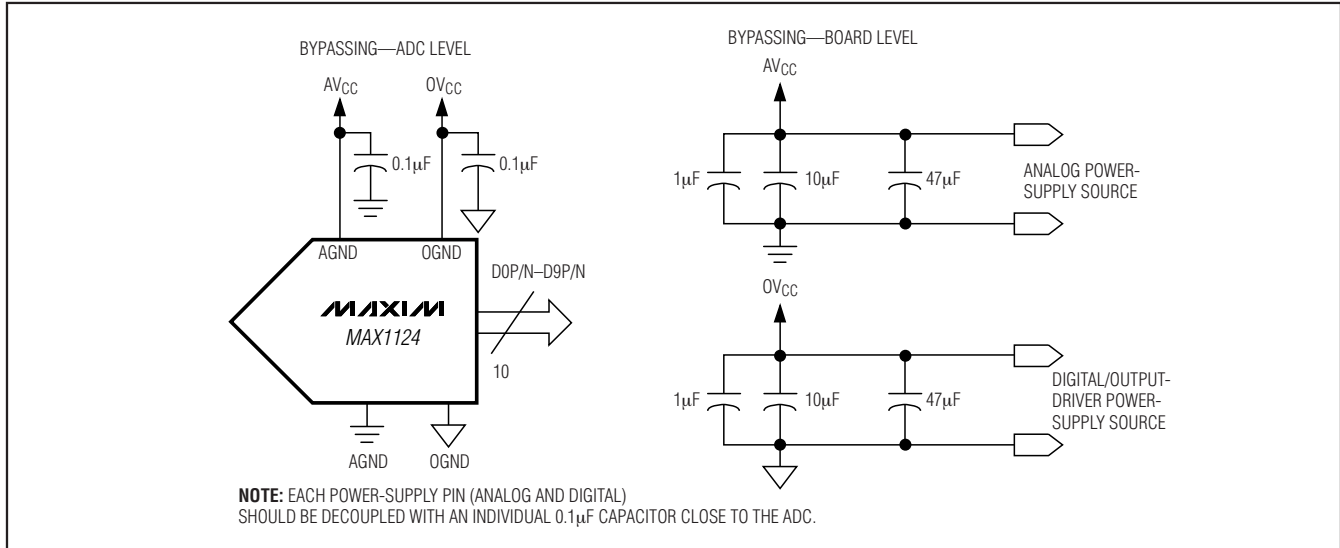 BYPASSING—ADC LEVEL
AVCC
OVCC
0.1µF
0.1µF
AGND
OGND
D0P/N–D9P/N
MAXIM
MAX1124
10
AGND
OGND
BYPASSING—BOARD LEVEL
AVCC
1µF
10µF
47µF
ANALOG POWER-
SUPPLY SOURCE
OVCC
1µF
10µF
47µF
DIGITAL/OUTPUT-
DRIVER POWER-
SUPPLY SOURCE
NOTE: EACH POWER-SUPPLY PIN (ANALOG AND DIGITAL)
SHOULD BE DECOUPLED WITH AN INDIVIDUAL 0.1µF CAPACITOR CLOSE TO THE ADC.